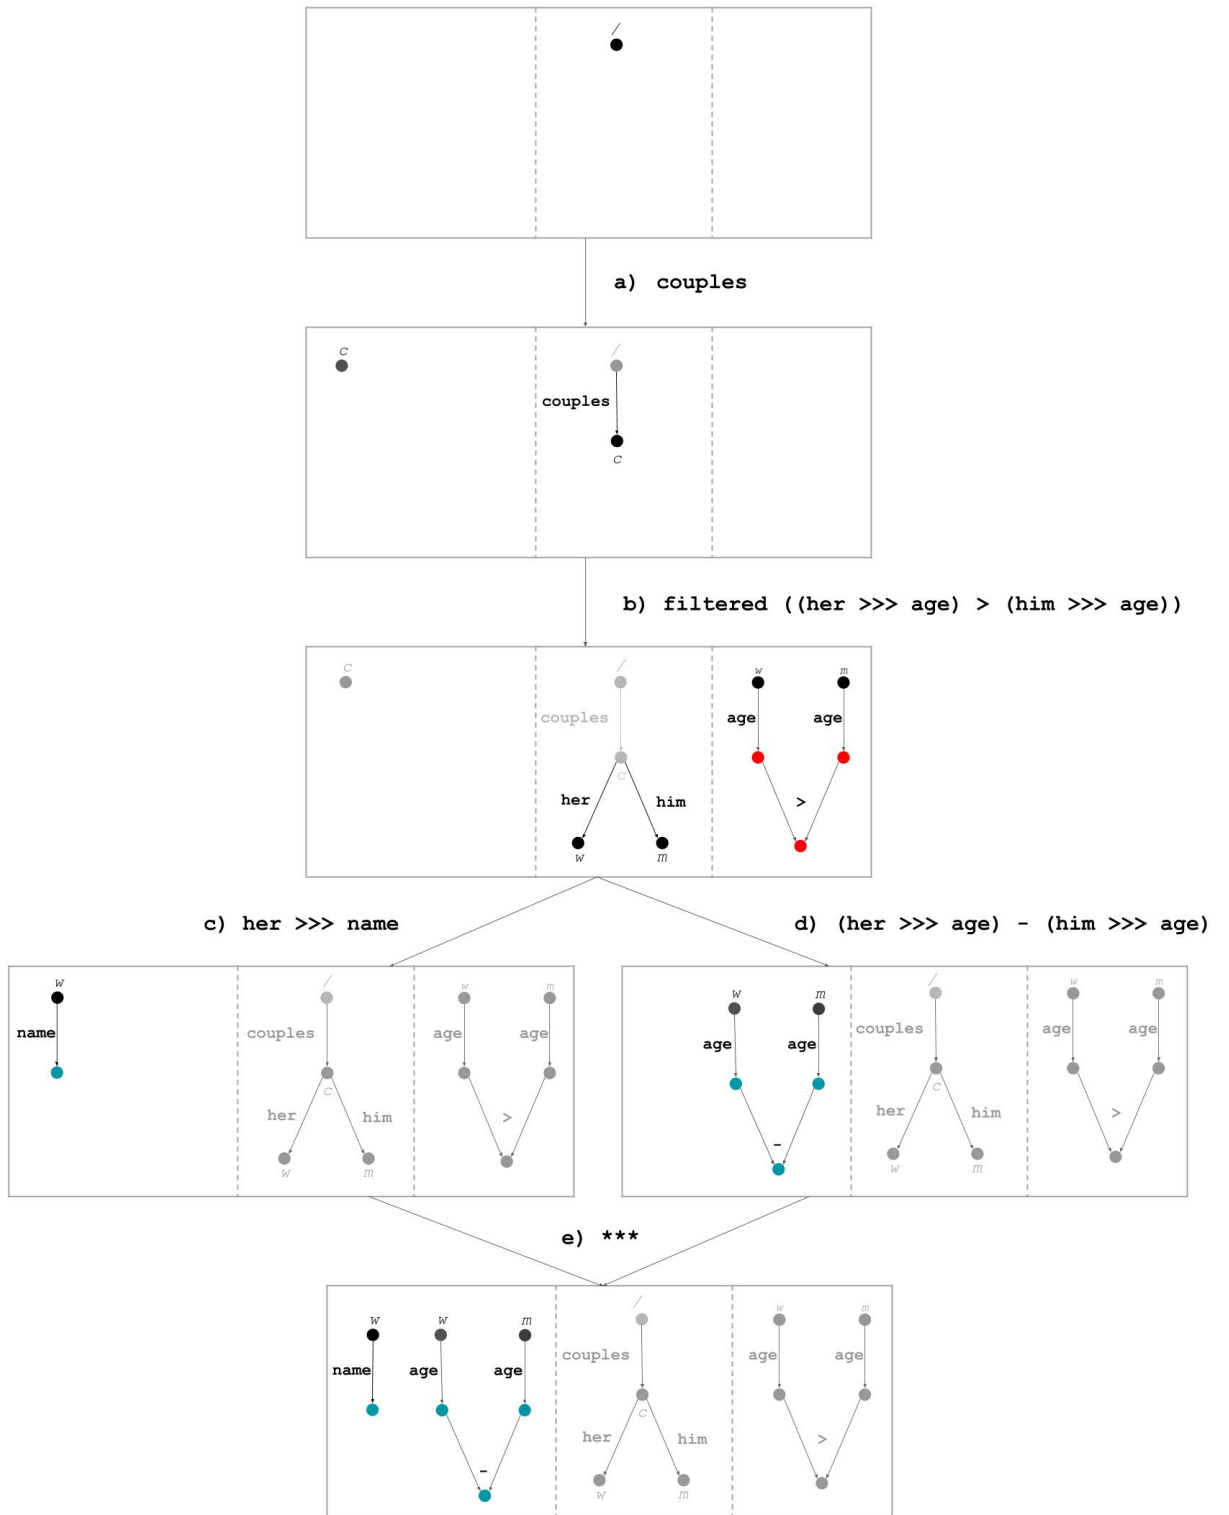 /
a) couples
c /
couples
c
b) filtered ((her >>> age) > (him >>> age))
c / w m
couples age age
c
her him >
w m
c) her >>> name d) (her >>> age) - (him >>> age)
w / w m
name couples age age
c
her him >
w m
w m / w m
age age couples age age
c
- her him >
w m
e) ***
w w m / w m
name age age couples age age
c
- her him >
w m